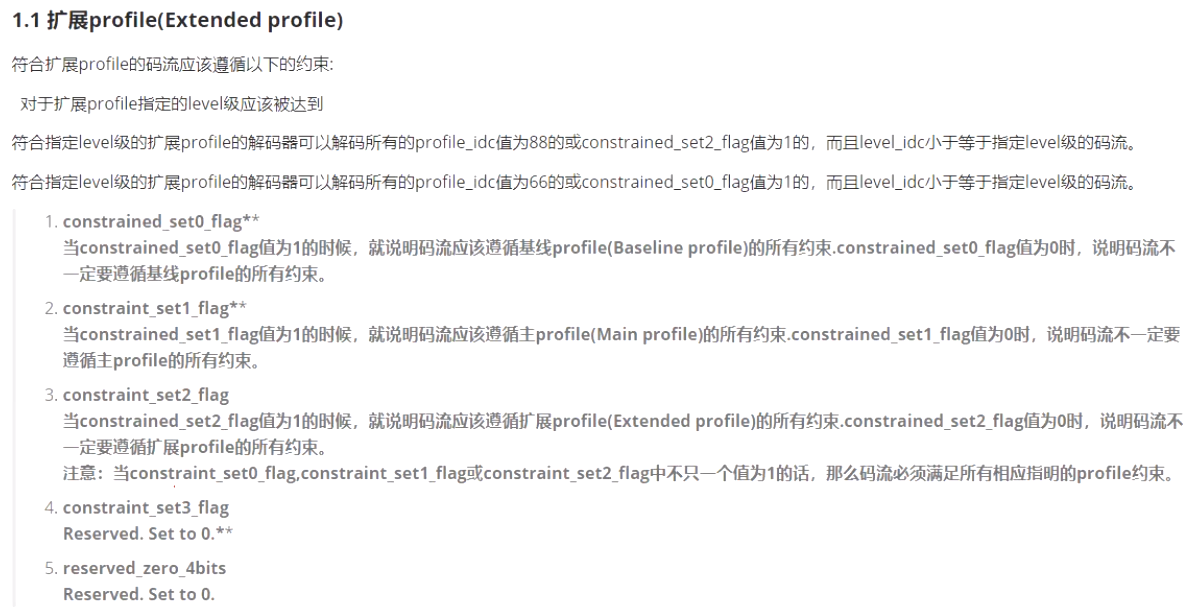 1.1 扩展profile(Extended profile)
符合扩展profile的码流应该遵循以下的约束:
对于扩展profile指定的level级应该被达到
符合指定level级的扩展profile的解码器可以解码所有的profile_idc值为88的或constrained_set2_flag值为1的，而且level_idc小于等于指定level级的码流。
符合指定level级的扩展profile的解码器可以解码所有的profile_idc值为66的或constrained_set0_flag值为1的，而且level_idc小于等于指定level级的码流。
1. constrained_set0_flag**
当constrained_set0_flag值为1的时候，就说明码流应该遵循基线profile(Baseline profile)的所有约束.constrained_set0_flag值为0时，说明码流不
一定要遵循基线profile的所有约束。
2. constraint_set1_flag**
当constrained_set1_flag值为1的时候，就说明码流应该遵循主profile(Main profile)的所有约束.constrained_set1_flag值为0时，说明码流不一定要
遵循主profile的所有约束。
3. constraint_set2_flag
当constrained_set2_flag值为1的时候，就说明码流应该遵循扩展profile(Extended profile)的所有约束.constrained_set2_flag值为0时，说明码流不
一定要遵循扩展profile的所有约束。
注意：当constraint_set0_flag,constraint_set1_flag或constraint_set2_flag中不只一个值为1的话，那么码流必须满足所有相应指明的profile约束。
4. constraint_set3_flag
Reserved. Set to 0.**
5. reserved_zero_4bits
Reserved. Set to 0.